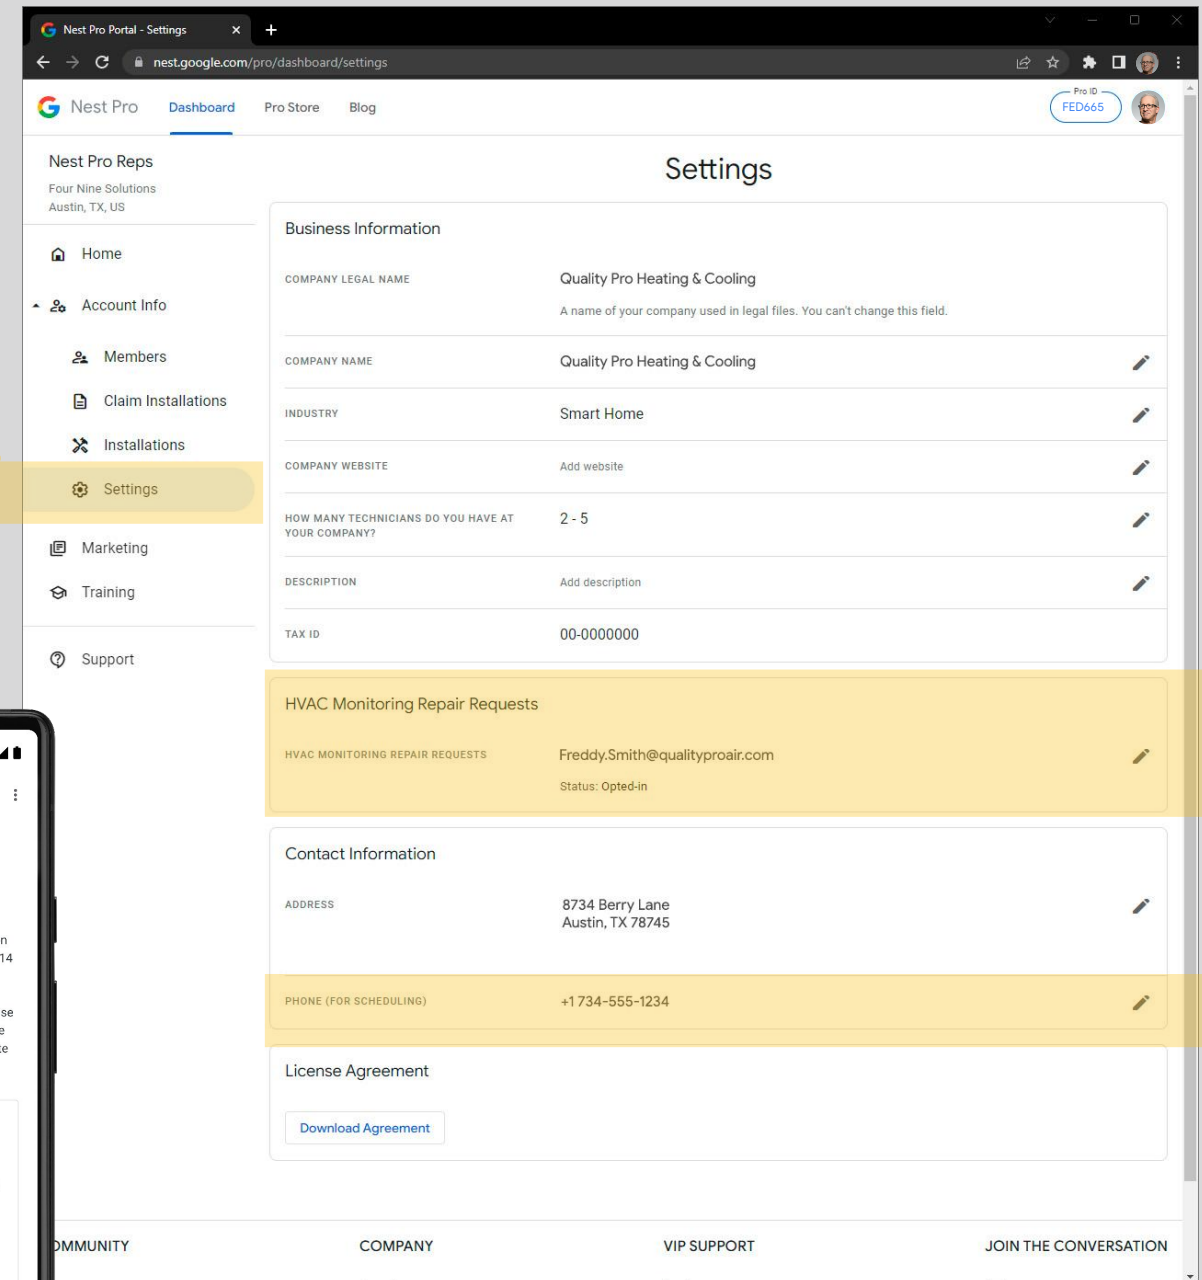 Nest Pro Portal - Settings
nest.google.com/pro/dashboard/settings
Nest Pro
Dashboard
Pro Store
Blog
Pro ID
FED665
Nest Pro Reps
Four Nine Solutions
Austin, TX, US
Home
Account Info
Members
Claim Installations
Installations
Settings
Marketing
Training
Support
Settings
Business Information
COMPANY LEGAL NAME
Quality Pro Heating & Cooling
A name of your company used in legal files. You can't change this field.
COMPANY NAME
Quality Pro Heating & Cooling
INDUSTRY
Smart Home
COMPANY WEBSITE
Add website
HOW MANY TECHNICIANS DO YOU HAVE AT
YOUR COMPANY?
2 - 5
DESCRIPTION
Add description
TAX ID
00-0000000
HVAC Monitoring Repair Requests
HVAC MONITORING REPAIR REQUESTS
Freddy.Smith@qualityproair.com
Status: Opted-in
Contact Information
ADDRESS
8734 Berry Lane
Austin, TX 78745
PHONE (FOR SCHEDULING)
+1 734-555-1234
License Agreement
Download Agreement
n
14
se
e
te
OMMUNITY
COMPANY
VIP SUPPORT
JOIN THE CONVERSATION